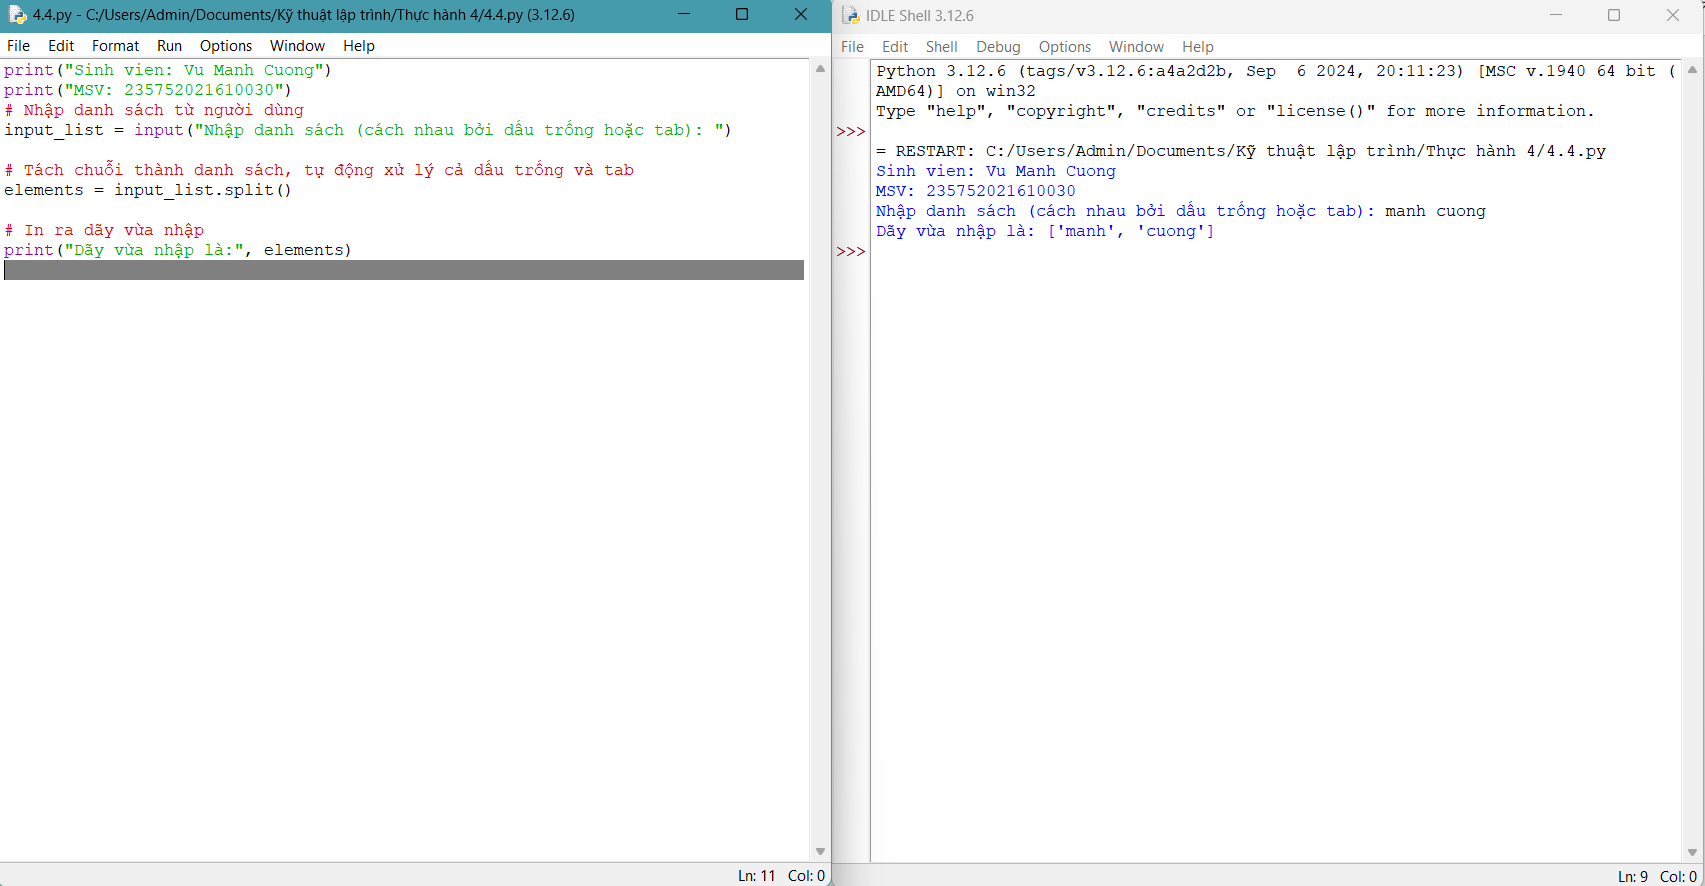 4.4.py - C:/Users/Admin/Documents/Kỹ thuật lập trình/Thực hành 4/4.4.py (3.12.6)
File Edit Format Run Options Window Help
print("Sinh vien: Vu Manh Cuong")
print("MSV: 235752021610030")
# Nhập danh sách từ người dùng
input_list = input("Nhập danh sách (cách nhau bởi dấu trống hoặc tab): ")
# Tách chuỗi thành danh sách, tự động xử lý cả dấu trống và tab
elements = input_list.split()
# In ra dãy vừa nhập
print("Dãy vừa nhập là:", elements)
Ln: 11 Col: 0
IDLE Shell 3.12.6
File Edit Shell Debug Options Window Help
Python 3.12.6 (tags/v3.12.6:a4a2d2b, Sep  6 2024, 20:11:23) [MSC v.1940 64 bit (
AMD64)] on win32
Type "help", "copyright", "credits" or "license()" for more information.
>>>
= RESTART: C:/Users/Admin/Documents/Kỹ thuật lập trình/Thực hành 4/4.4.py
Sinh vien: Vu Manh Cuong
MSV: 235752021610030
Nhập danh sách (cách nhau bởi dấu trống hoặc tab): manh cuong
Dãy vừa nhập là: ['manh', 'cuong']
>>>
Ln: 9 Col: 0